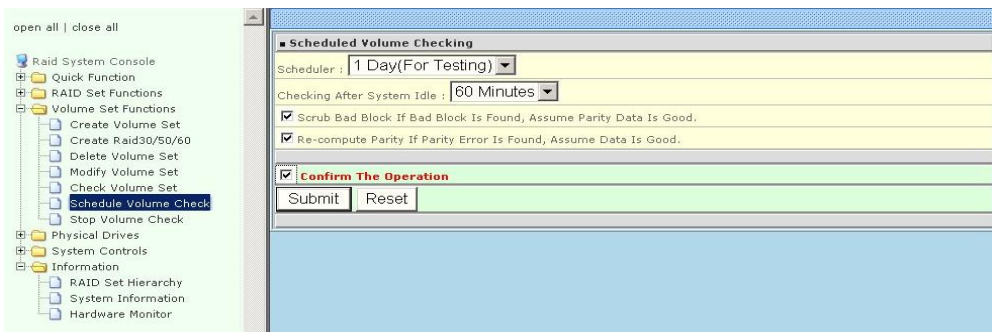 open all | close all
Raid System Console
Quick Function
RAID Set Functions
Volume Set Functions
Create Volume Set
Create Raid30/50/60
Delete Volume Set
Modify Volume Set
Check Volume Set
Schedule Volume Check
Stop Volume Check
Physical Drives
System Controls
Information
RAID Set Hierarchy
System Information
Hardware Monitor
Scheduled Volume Checking
Scheduler : 1 Day(For Testing)
Checking After System Idle : 60 Minutes
Scrub Bad Block If Bad Block Is Found, Assume Parity Data Is Good.
Re-compute Parity If Parity Error Is Found, Assume Data Is Good.
Confirm The Operation
Submit Reset